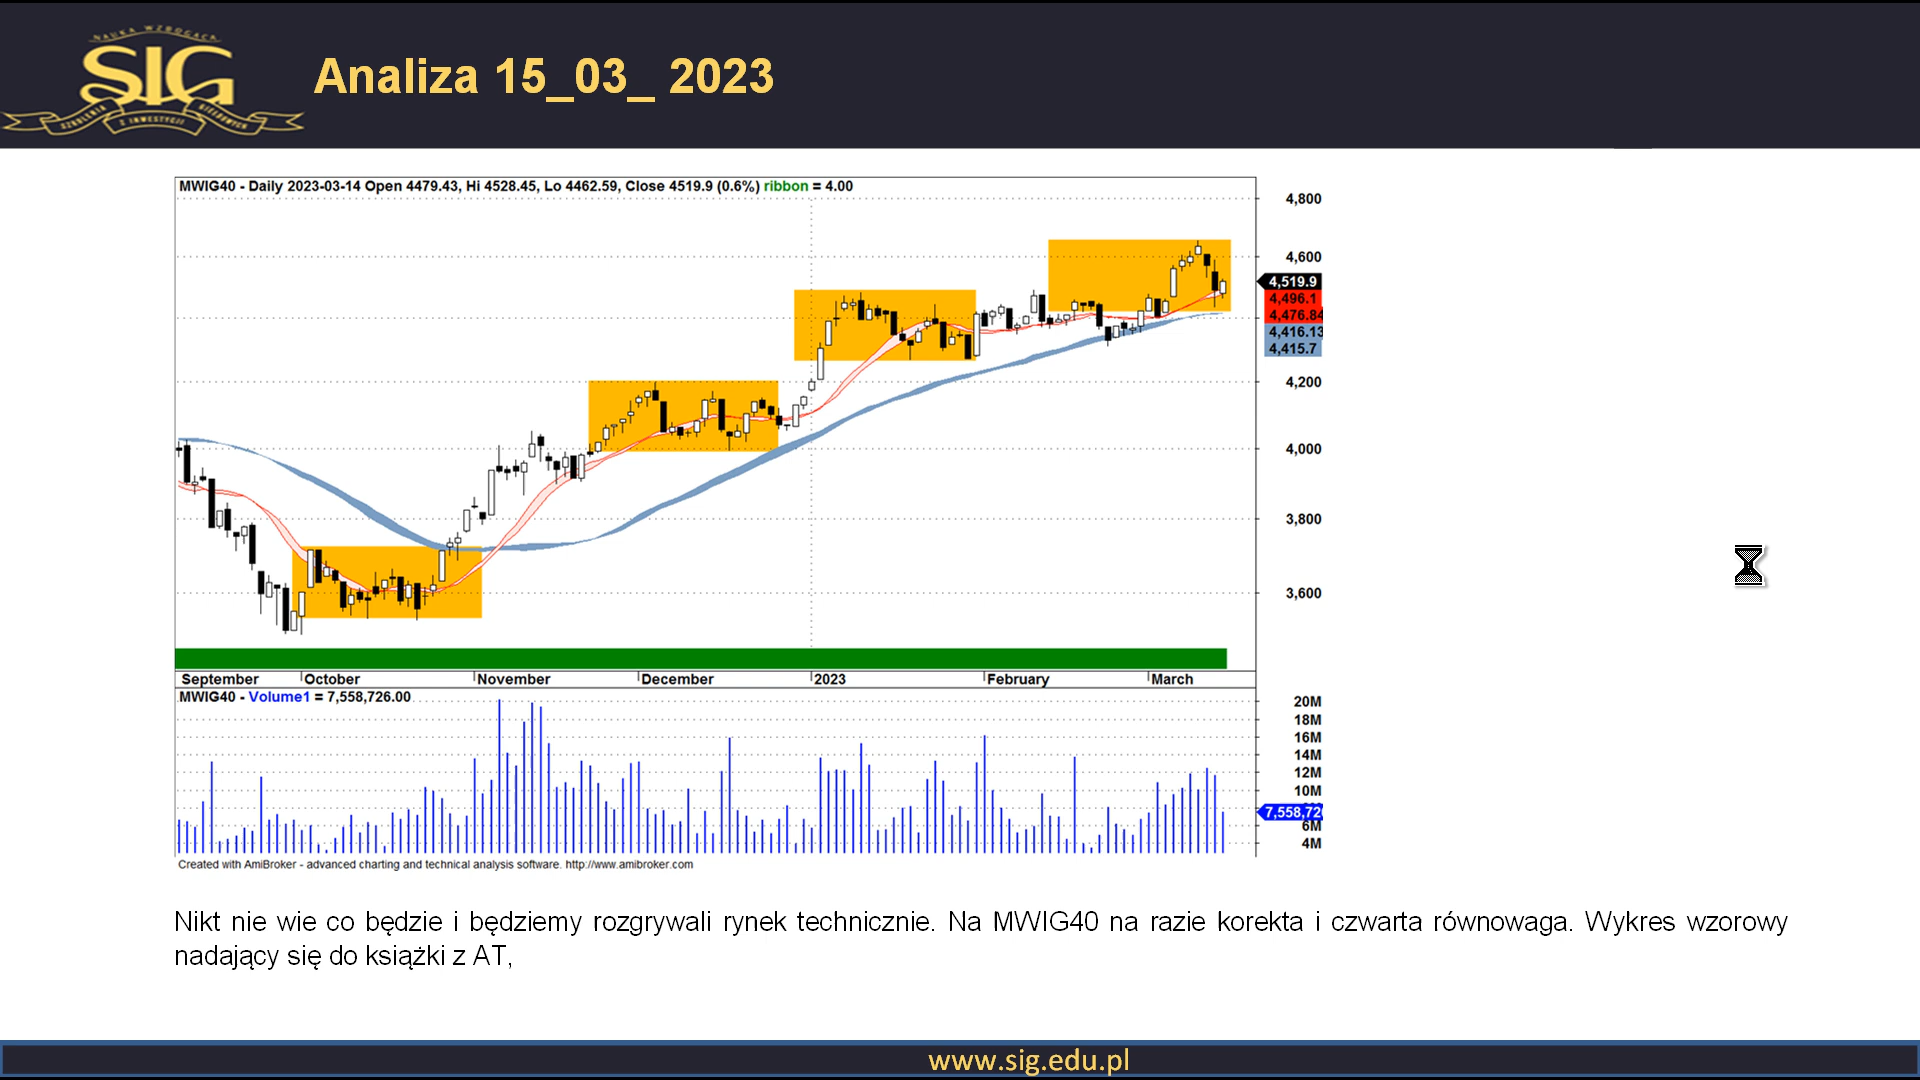 NAUKA WZBOGACA
SIG
SZKOLENIA Z INWESTYCJI GIEŁDOWYCH
Analiza 15_03_ 2023
MWIG40 - Daily 2023-03-14 Open 4479.43, Hi 4528.45, Lo 4462.59, Close 4519.9 (0.6%) ribbon = 4.00
4,800
4,600
4,519.9
4,496.1
4,476.84
4,416.13
4,415.7
4,200
4,000
3,800
3,600
September October November December 2023 February March
MWIG40 - Volume1 = 7,558,726.00
20M
18M
16M
14M
12M
10M
7,558,72
6M
4M
Created with AmiBroker - advanced charting and technical analysis software. http://www.amibroker.com
Nikt nie wie co będzie i będziemy rozgrywali rynek technicznie. Na MWIG40 na razie korekta i czwarta równowaga. Wykres wzorowy
nadający się do książki z AT,
www.sig.edu.pl